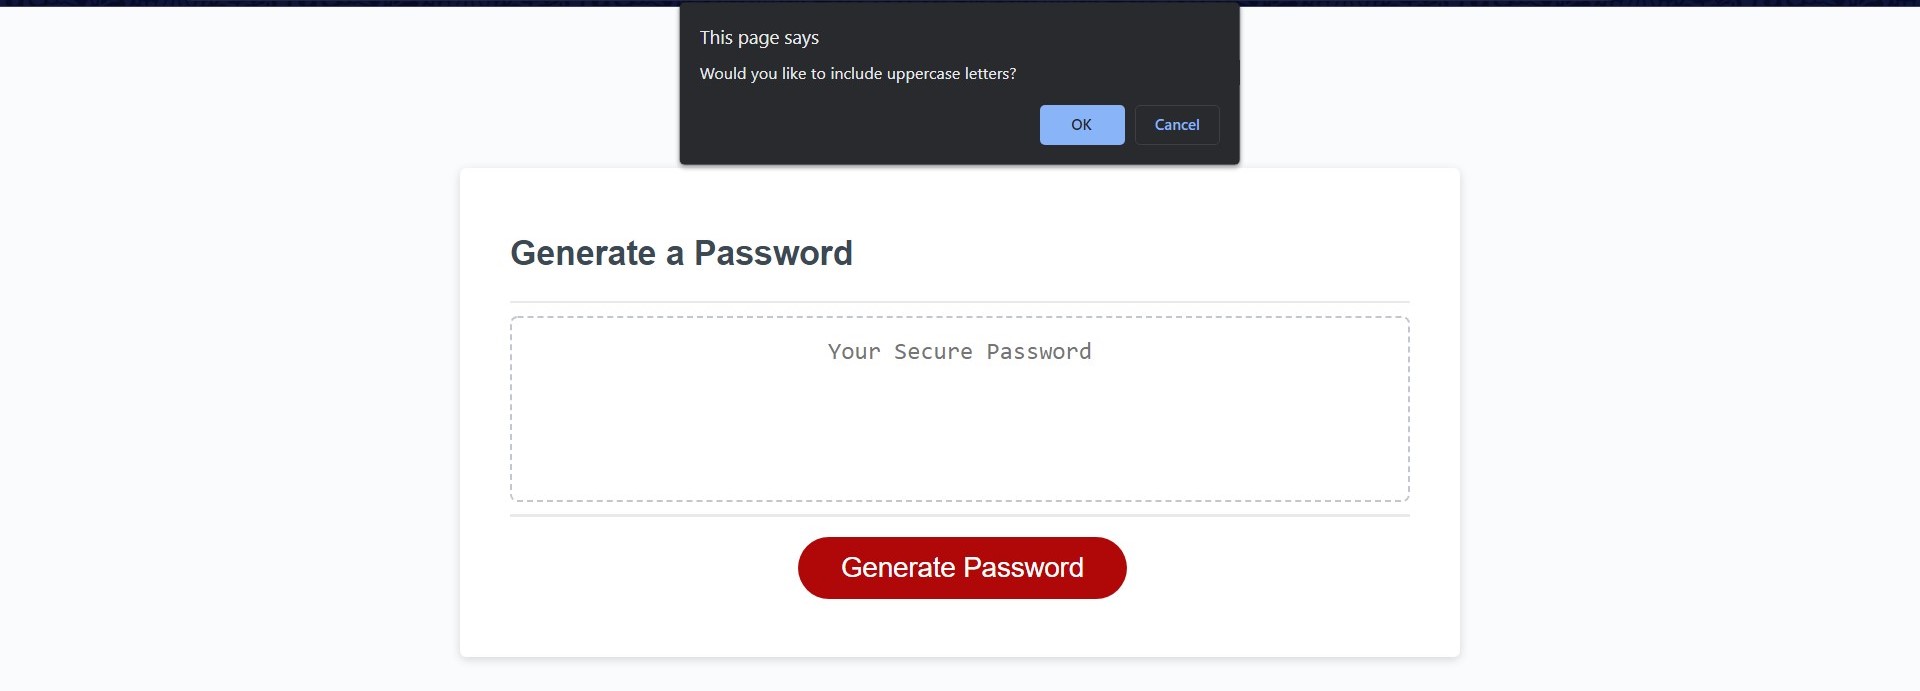 This page says
Would you like to include uppercase letters?
OK Cancel
Generate a Password
Your Secure Password
Generate Password